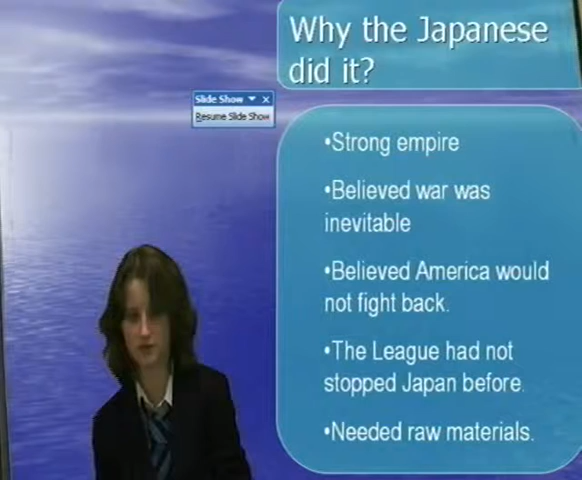 Why the Japanese
did it?
Slide Show
Resume Slide Show
•Strong empire
•Believed war was
inevitable
•Believed America would
not fight back.
•The League had not
stopped Japan before.
•Needed raw materials.